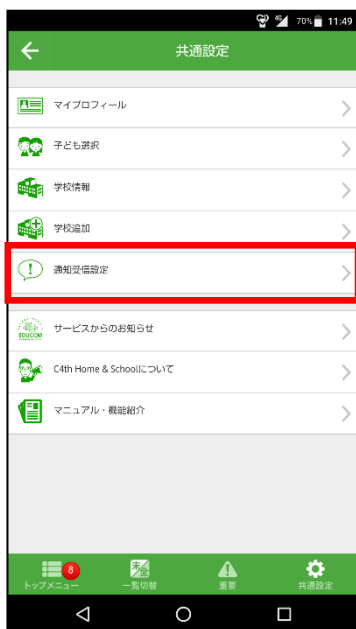 4G 70% 11:49
共通設定
マイプロフィール
子ども選択
学校情報
学校追加
通知受信設定
EDUCOM
サービスからのお知らせ
C4th Home & Schoolについて
マニュアル・機能紹介
8
未 全
トップメニュー 一覧切替 重要 共通設定